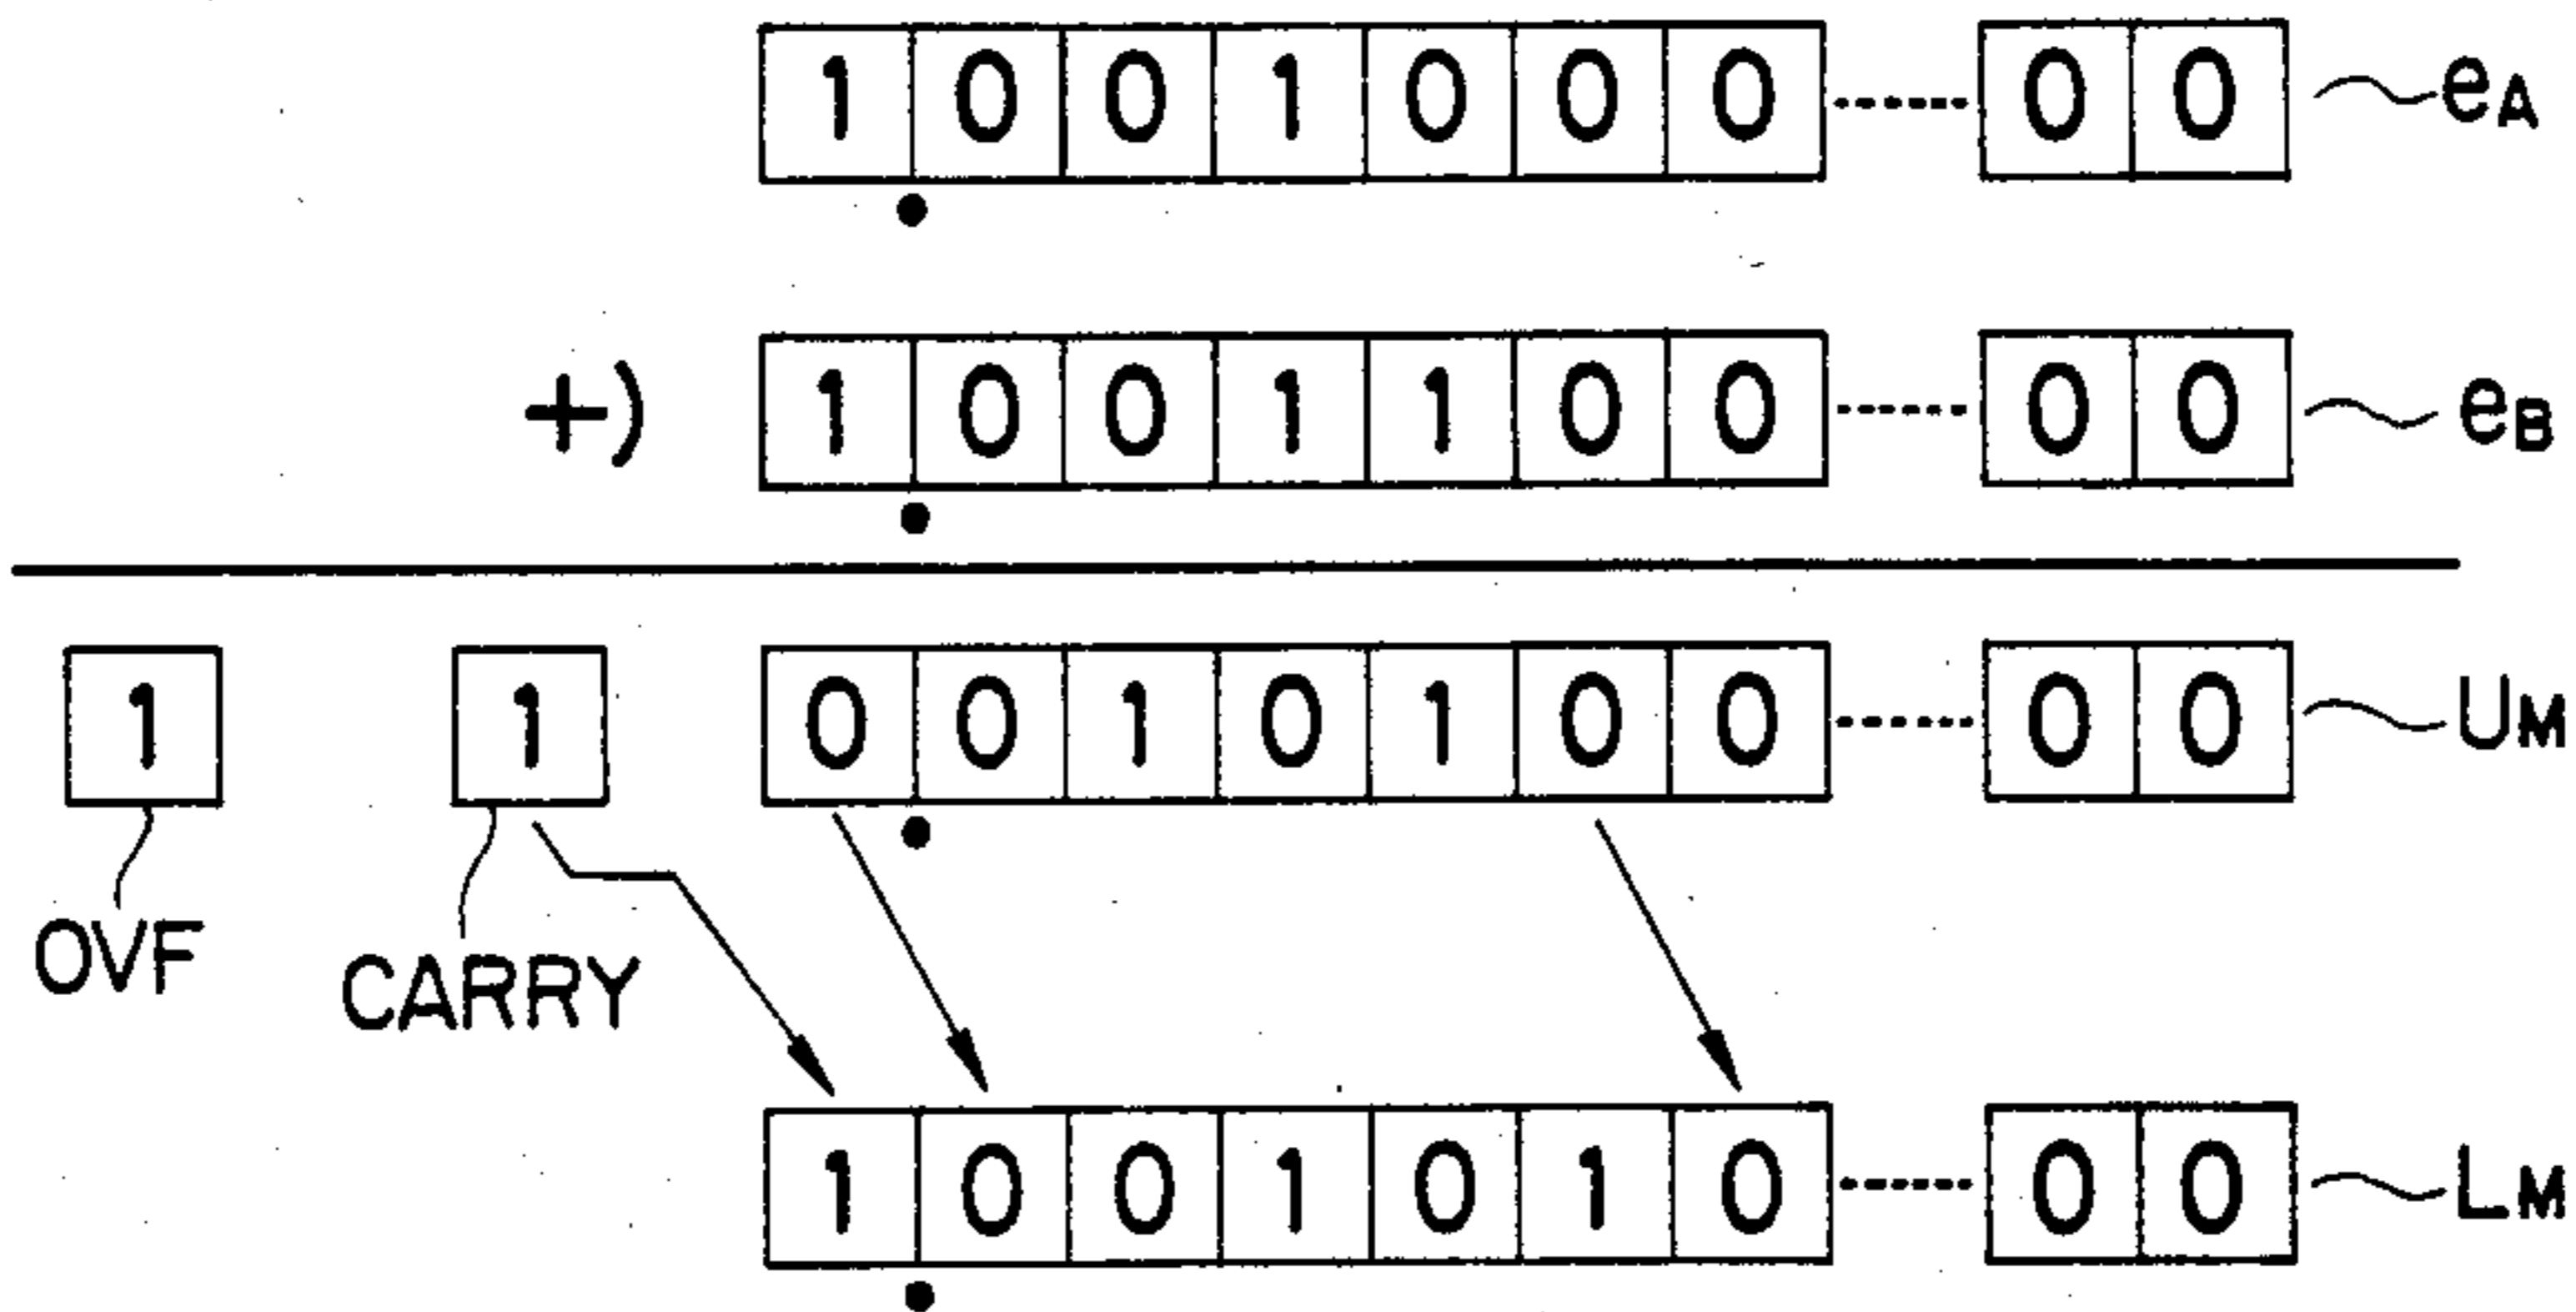 1 0 0 1 0 0 0 ...... 0 0 eA
+) 1 0 0 1 1 0 0 ...... 0 0 eB
1 1 0 0 1 0 1 0 0 ...... 0 0 UM
OVF CARRY
1 0 0 1 0 1 0 ...... 0 0 LM